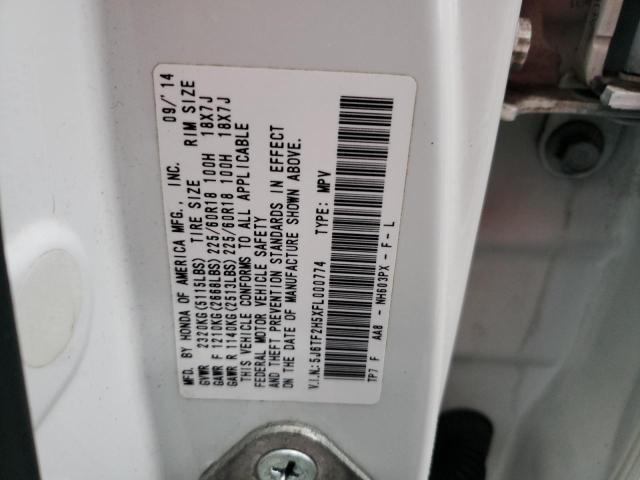 MFD. BY HONDA OF AMERICA MFG., INC. 09/'14
GVWR 2320KG(5115LBS) TIRE SIZE RIM SIZE
GAWR F 1210KG(2668LBS) 225/60R18 100H 18X7J
GAWR R 1140KG(2513LBS) 225/60R18 100H 18X7J
THIS VEHICLE CONFORMS TO ALL APPLICABLE
FEDERAL MOTOR VEHICLE SAFETY
AND THEFT PREVENTION STANDARDS IN EFFECT
ON THE DATE OF MANUFACTURE SHOWN ABOVE.
V.I.N.:5J6TF2H5XFL000774 TYPE: MPV
TP7 F AA8 - NH603PX - F - L